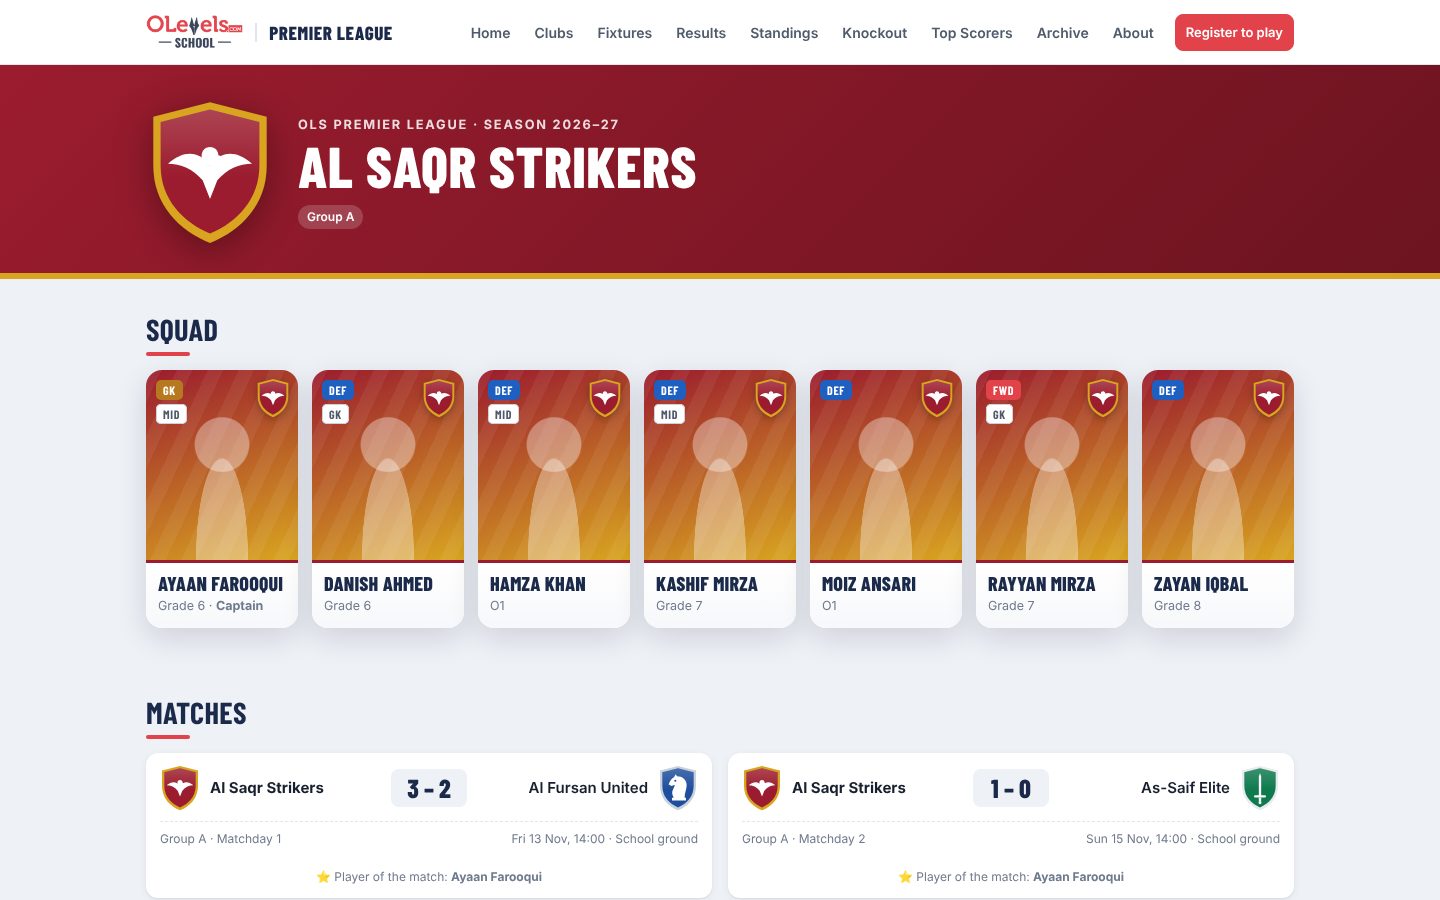 OLevels.COM
SCHOOL
PREMIER LEAGUE
Home
Clubs
Fixtures
Results
Standings
Knockout
Top Scorers
Archive
About
Register to play
OLS PREMIER LEAGUE · SEASON 2026–27
AL SAQR STRIKERS
Group A
SQUAD
GK
MID
AYAAN FAROOQUI
Grade 6 · Captain
DEF
GK
DANISH AHMED
Grade 6
DEF
MID
HAMZA KHAN
O1
DEF
MID
KASHIF MIRZA
Grade 7
DEF
MOIZ ANSARI
O1
FWD
GK
RAYYAN MIRZA
Grade 7
DEF
ZAYAN IQBAL
Grade 8
MATCHES
Al Saqr Strikers 3 – 2 Al Fursan United
Group A · Matchday 1 Fri 13 Nov, 14:00 · School ground
⭐ Player of the match: Ayaan Farooqui
Al Saqr Strikers 1 – 0 As-Saif Elite
Group A · Matchday 2 Sun 15 Nov, 14:00 · School ground
⭐ Player of the match: Ayaan Farooqui